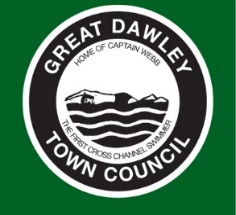 GREAT DAWLEY
HOME OF CAPTAIN WEBB
THE FIRST CROSS CHANNEL SWIMMER
TOWN COUNCIL